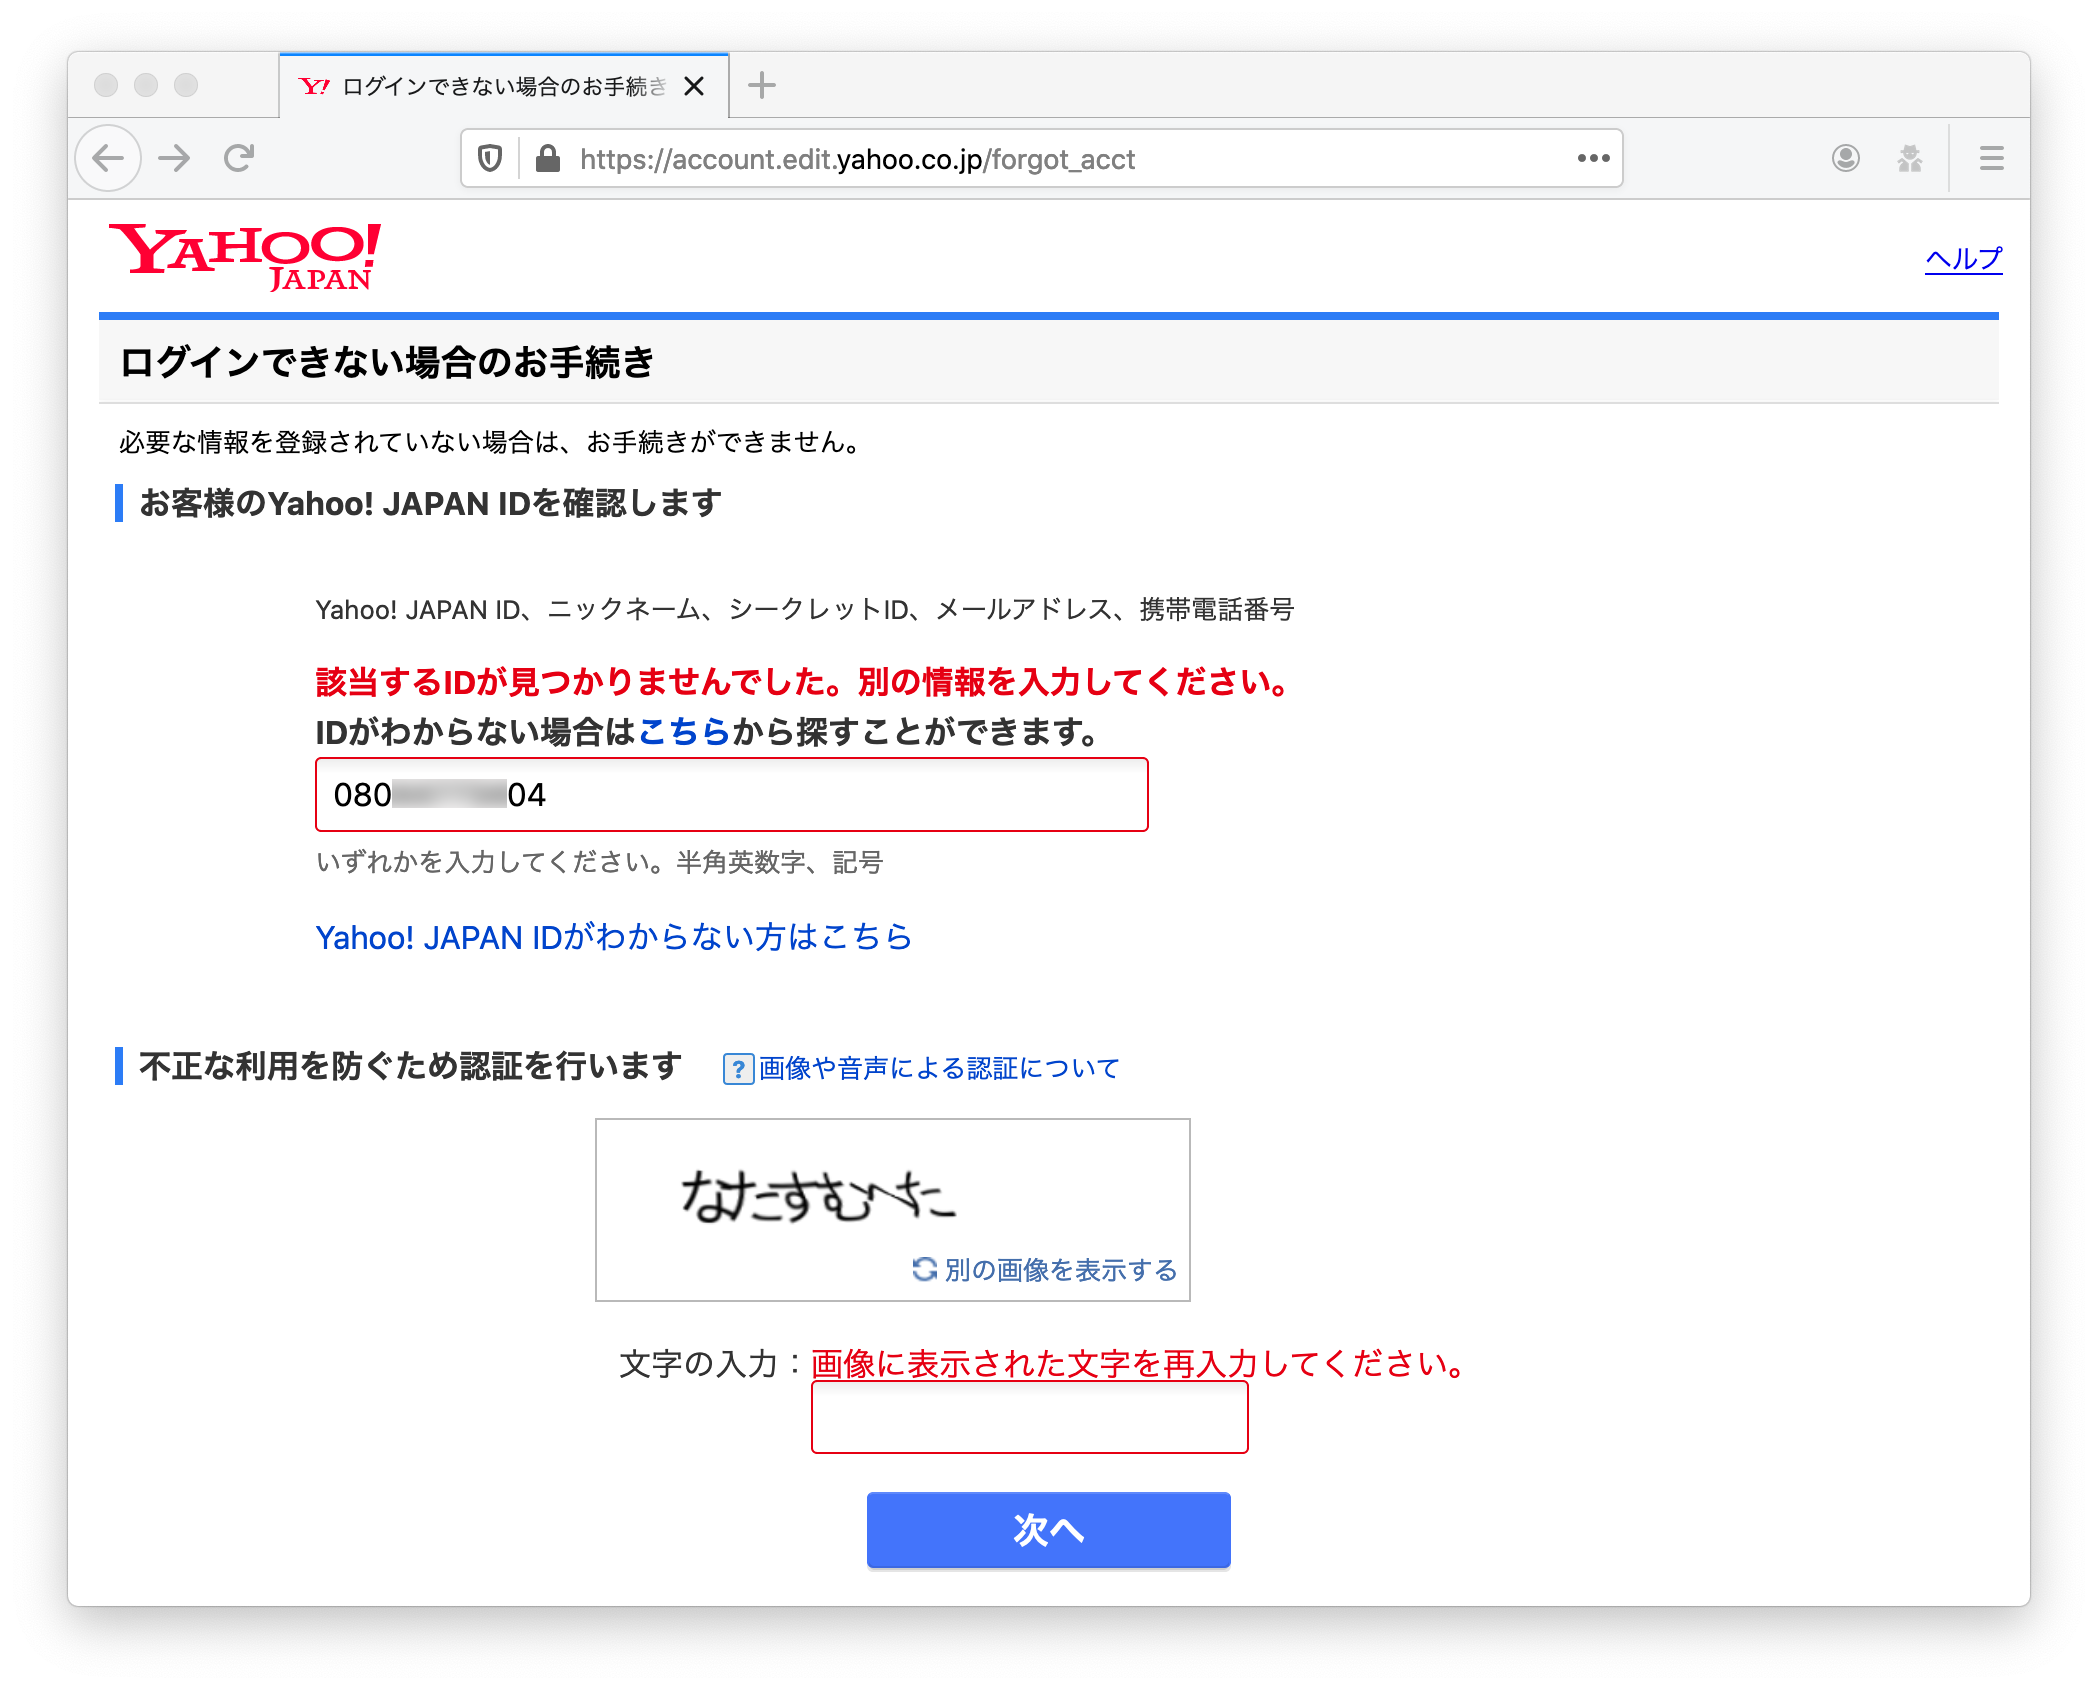 ログインできない場合のお手続き
https://account.edit.yahoo.co.jp/forgot_acct
YAHOO!
JAPAN
ヘルプ
ログインできない場合のお手続き
必要な情報を登録されていない場合は、お手続きができません。
お客様のYahoo! JAPAN IDを確認します
Yahoo! JAPAN ID、ニックネーム、シークレットID、メールアドレス、携帯電話番号
該当するIDが見つかりませんでした。別の情報を入力してください。
IDがわからない場合はこちらから探すことができます。
080 04
いずれかを入力してください。半角英数字、記号
Yahoo! JAPAN IDがわからない方はこちら
不正な利用を防ぐため認証を行います ?画像や音声による認証について
別の画像を表示する
文字の入力：画像に表示された文字を再入力してください。
次へ